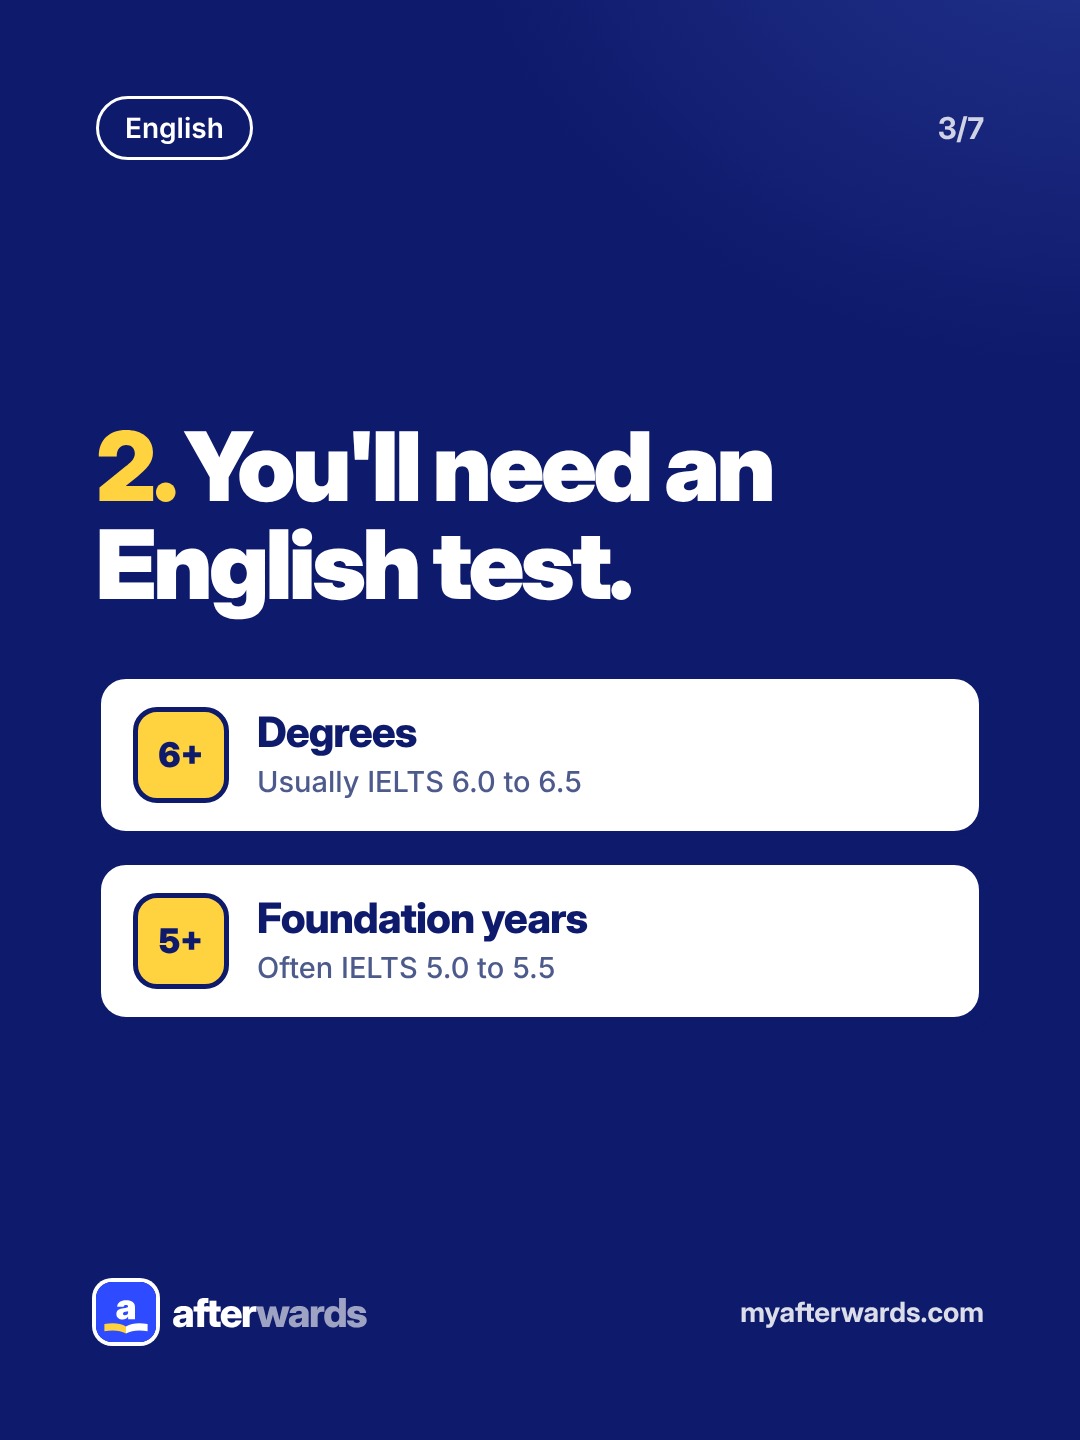 English
3/7
2. You'll need an
English test.
6+
Degrees
Usually IELTS 6.0 to 6.5
5+
Foundation years
Often IELTS 5.0 to 5.5
a
afterwards
myafterwards.com